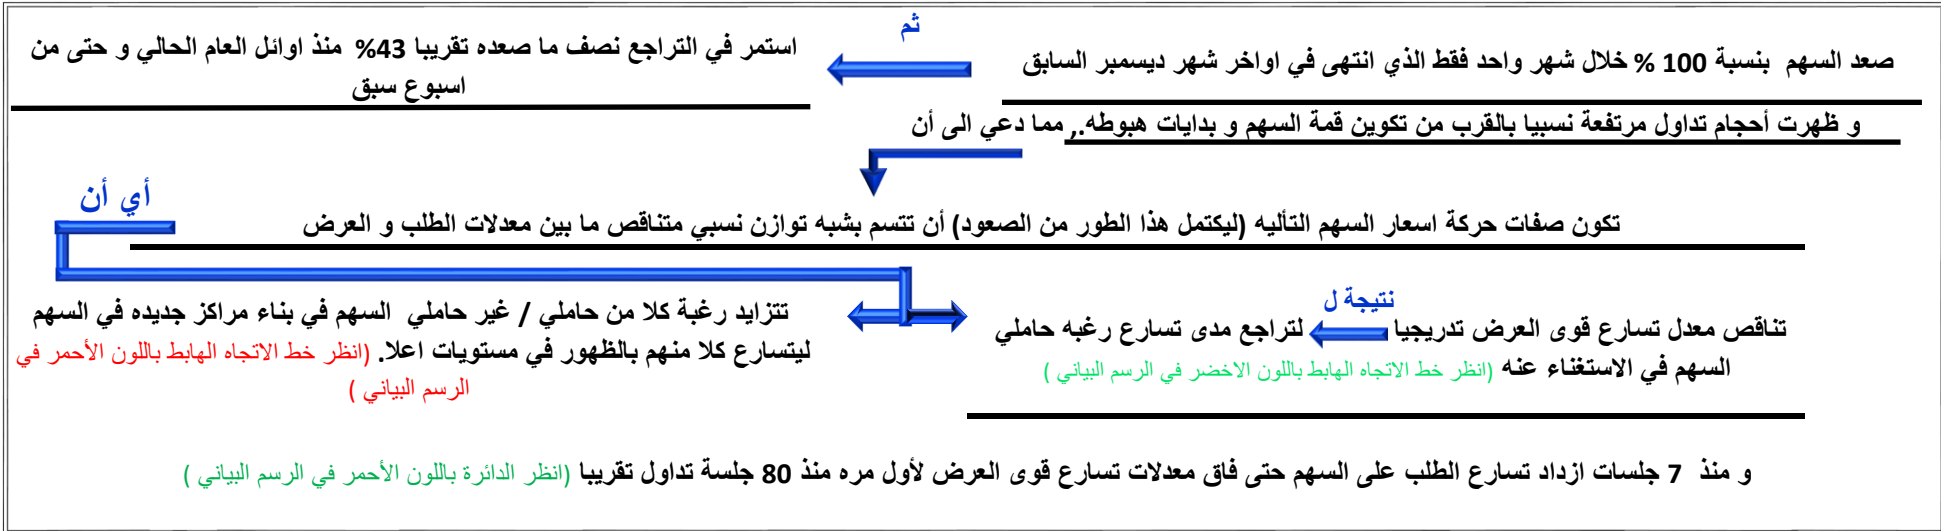 صعد السهم بنسبة 100 % خلال شهر واحد فقط الذي انتهى في اواخر شهر ديسمبر السابق
ثم
استمر في التراجع نصف ما صعده تقريبا 43% منذ اوائل العام الحالي و حتى من
اسبوع سبق
و ظهرت أحجام تداول مرتفعة نسبيا بالقرب من تكوين قمة السهم و بدايات هبوطه., مما دعي الى أن
تكون صفات حركة اسعار السهم التأليه (ليكتمل هذا الطور من الصعود) أن تتسم بشبه توازن نسبي متناقص ما بين معدلات الطلب و العرض
أي أن
تناقص معدل تسارع قوى العرض تدريجيا نتيجة ل لتراجع مدى تسارع رغبه حاملي
السهم في الاستغناء عنه (انظر خط الاتجاه الهابط باللون الاخضر في الرسم البياني )
تتزايد رغبة كلا من حاملي / غير حاملي السهم في بناء مراكز جديده في السهم
ليتسارع كلا منهم بالظهور في مستويات اعلا. (انظر خط الاتجاه الهابط باللون الأحمر في
الرسم البياني )
و منذ 7 جلسات ازداد تسارع الطلب على السهم حتى فاق معدلات تسارع قوى العرض لأول مره منذ 80 جلسة تداول تقريبا (انظر الدائرة باللون الأحمر في الرسم البياني )